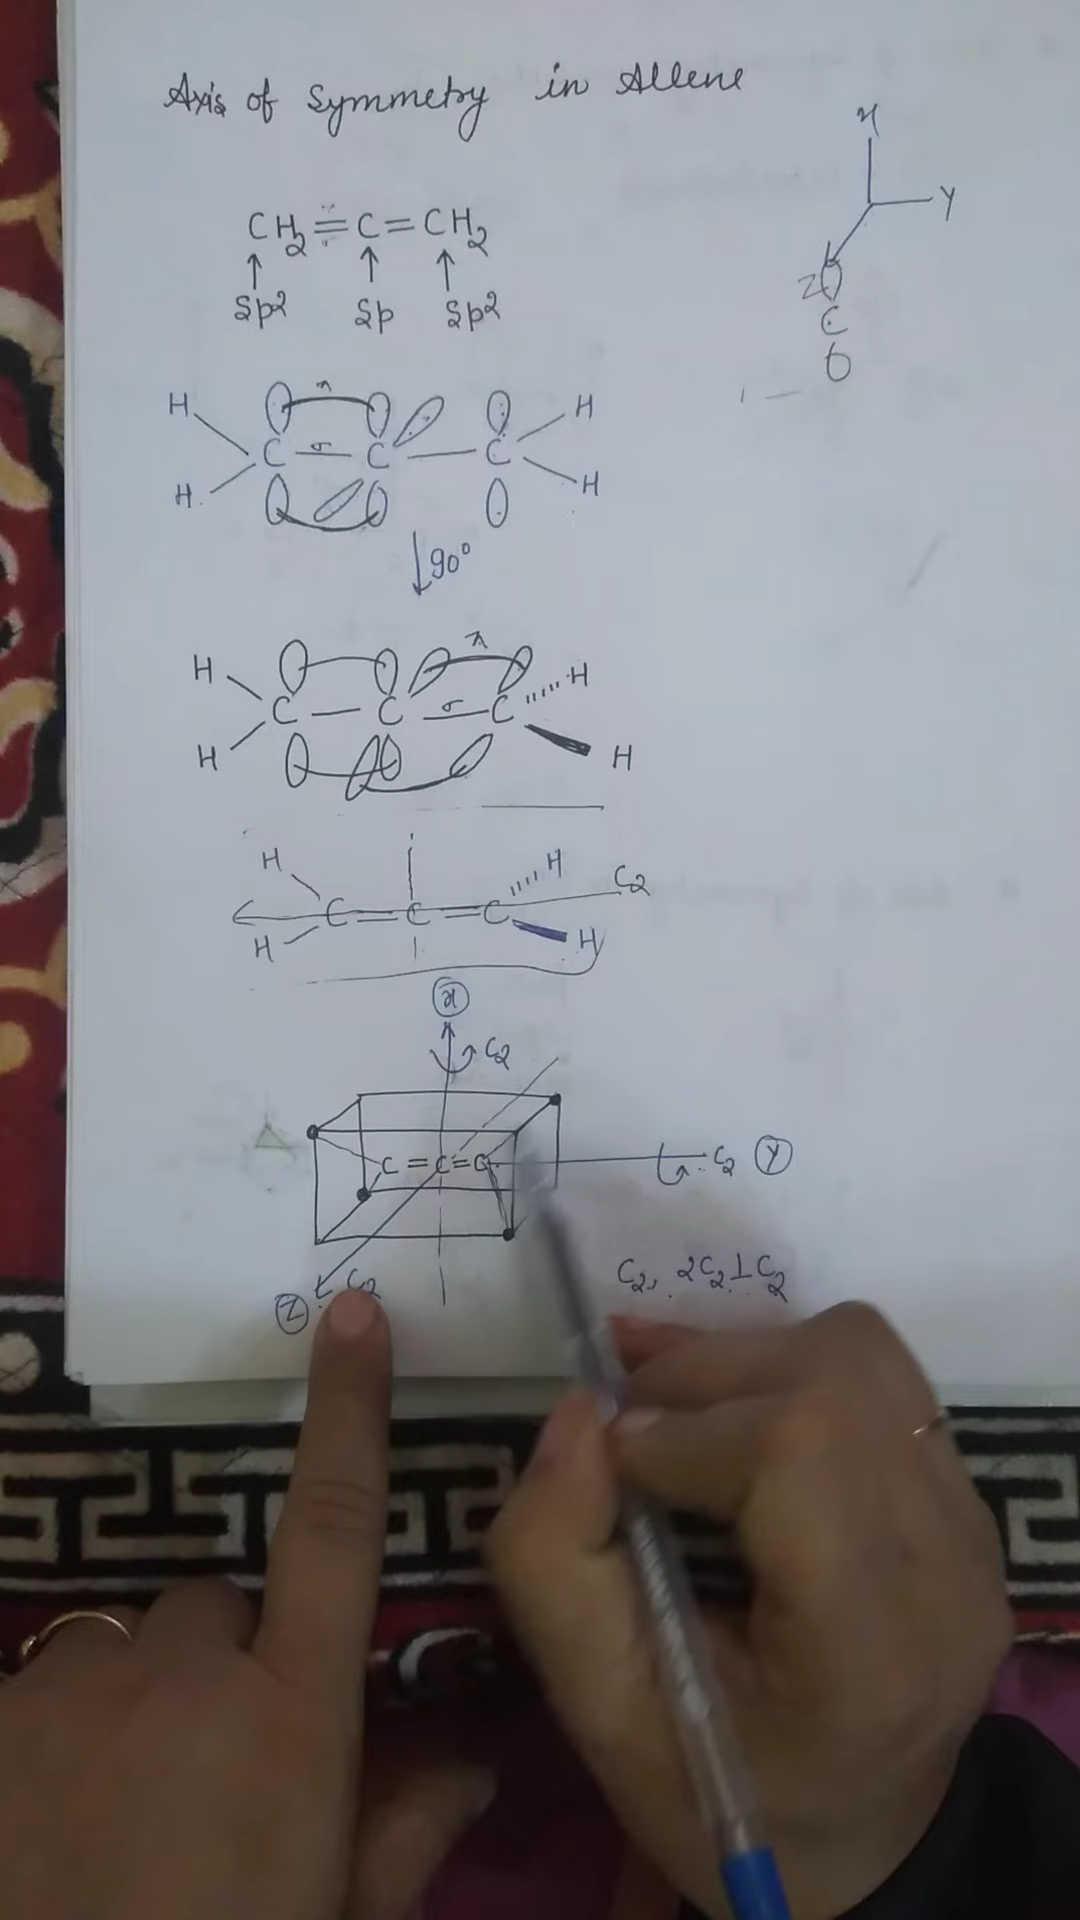 Axis of Symmetry in Allene
x
y
z
C
CH2=C=CH2
↑ ↑ ↑
Sp2 Sp Sp2
H π H
C σ C C
H H
↓90°
H π H
C — C σ C
H H
H H C2
C=C=C
H H
x
C2
C=C=C C2 Y
C2, 2C2⊥C2
Z C2